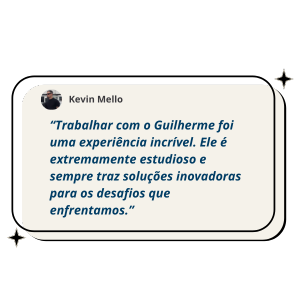 Kevin Mello
“Trabalhar com o Guilherme foi
uma experiência incrível. Ele é
extremamente estudioso e
sempre traz soluções inovadoras
para os desafios que
enfrentamos.”